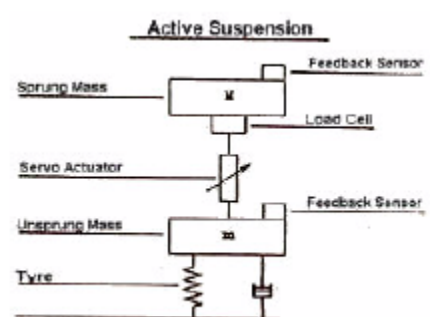 Active Suspension
Feedback Sensor
Sprung Mass
M
Load Cell
Servo Actuator
Feedback Sensor
Unsprung Mass
m
Tyre